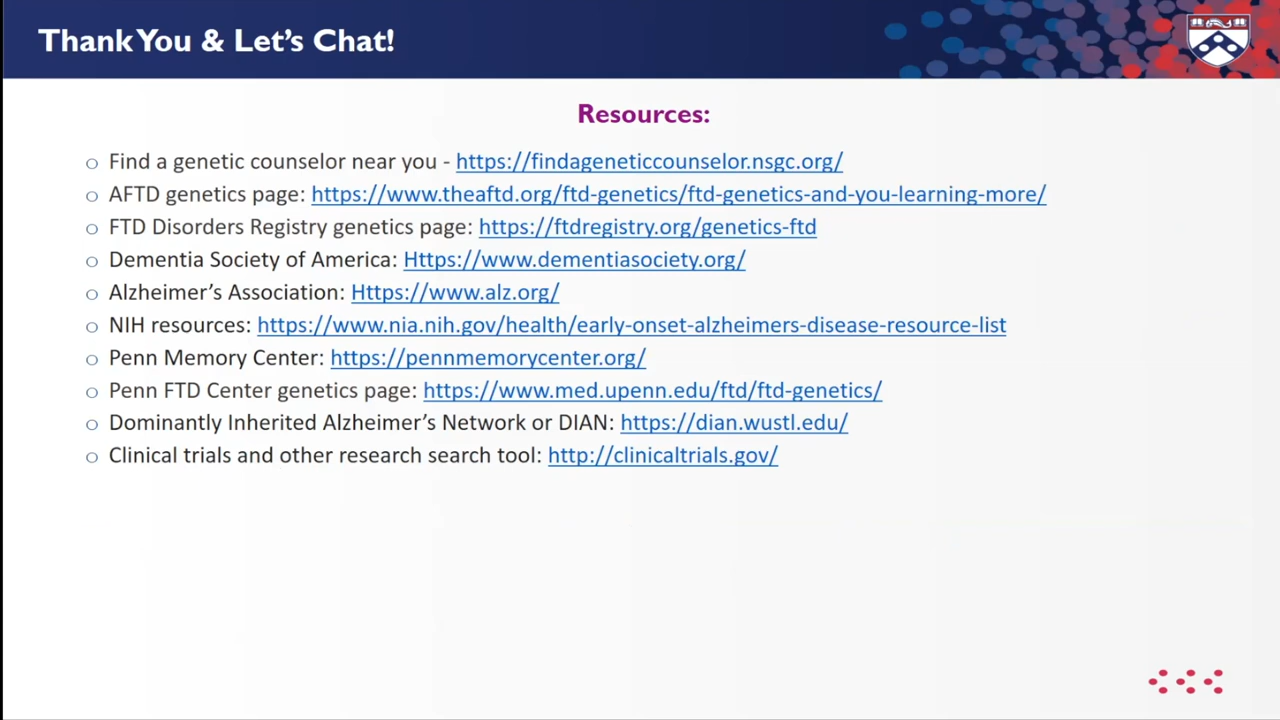 Thank You & Let's Chat!
Resources:
Find a genetic counselor near you - https://findageneticcounselor.nsgc.org/
AFTD genetics page: https://www.theaftd.org/ftd-genetics/ftd-genetics-and-you-learning-more/
FTD Disorders Registry genetics page: https://ftdregistry.org/genetics-ftd
Dementia Society of America: Https://www.dementiasociety.org/
Alzheimer's Association: Https://www.alz.org/
NIH resources: https://www.nia.nih.gov/health/early-onset-alzheimers-disease-resource-list
Penn Memory Center: https://pennmemorycenter.org/
Penn FTD Center genetics page: https://www.med.upenn.edu/ftd/ftd-genetics/
Dominantly Inherited Alzheimer's Network or DIAN: https://dian.wustl.edu/
Clinical trials and other research search tool: http://clinicaltrials.gov/